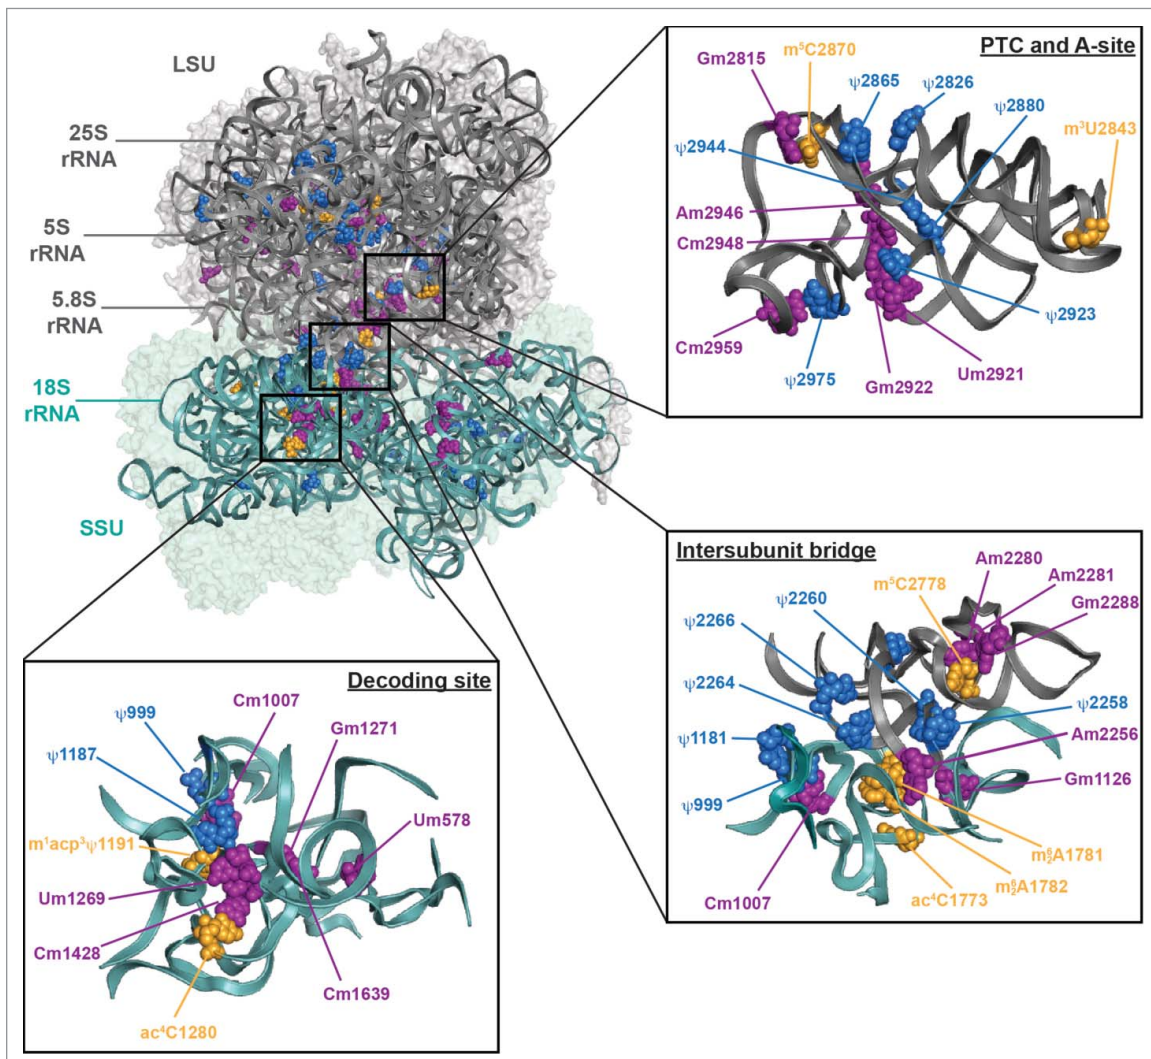 LSU
25S
rRNA
5S
rRNA
5.8S
rRNA
18S
rRNA
SSU
PTC and A-site
Gm2815
m⁵C2870
ψ2865
ψ2826
ψ2880
m³U2843
ψ2944
Am2946
Cm2948
Cm2959
ψ2975
Gm2922
Um2921
ψ2923
Intersubunit bridge
Am2280
Am2281
Gm2288
m⁵C2778
ψ2260
ψ2266
ψ2264
ψ2258
ψ1181
Am2256
ψ999
Gm1126
Cm1007
ac⁴C1773
m⁶₂A1782
m⁶₂A1781
Decoding site
Cm1007
ψ999
Gm1271
ψ1187
Um578
m¹acp³ψ1191
Um1269
Cm1428
Cm1639
ac⁴C1280